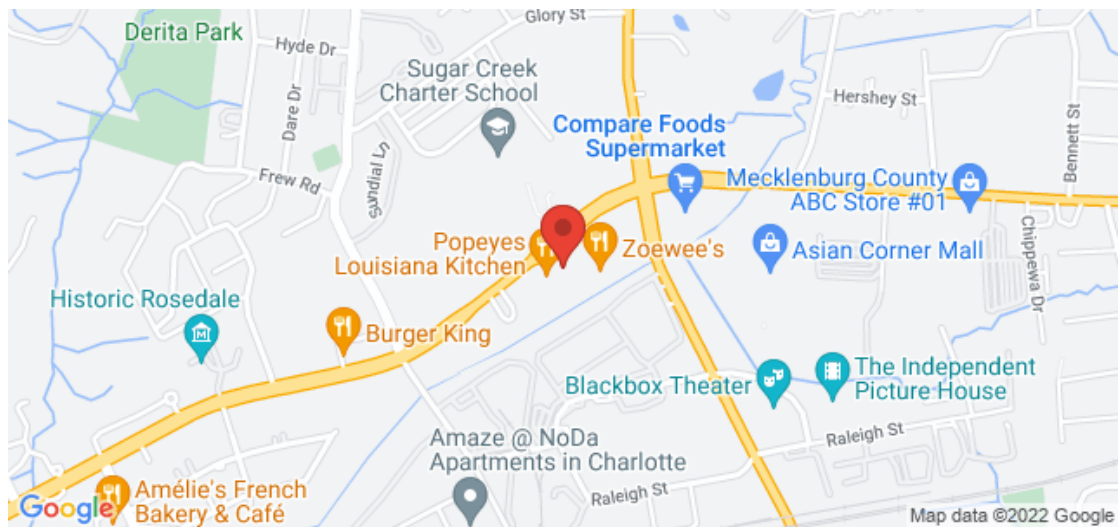 Glory St
Derita Park
Hyde Dr
Sugar Creek
Charter School
Dare Dr
Sundial Ln
Frew Rd
Hershey St
Bennett St
Compare Foods
Supermarket
Mecklenburg County
ABC Store #01
Popeyes
Louisiana Kitchen
Zoewee's
Asian Corner Mall
Chippewa Dr
Historic Rosedale
Burger King
Blackbox Theater
The Independent
Picture House
Raleigh St
Amaze @ NoDa
Apartments in Charlotte
Raleigh St
Amélie's French
Bakery & Café
Google
Map data ©2022 Google